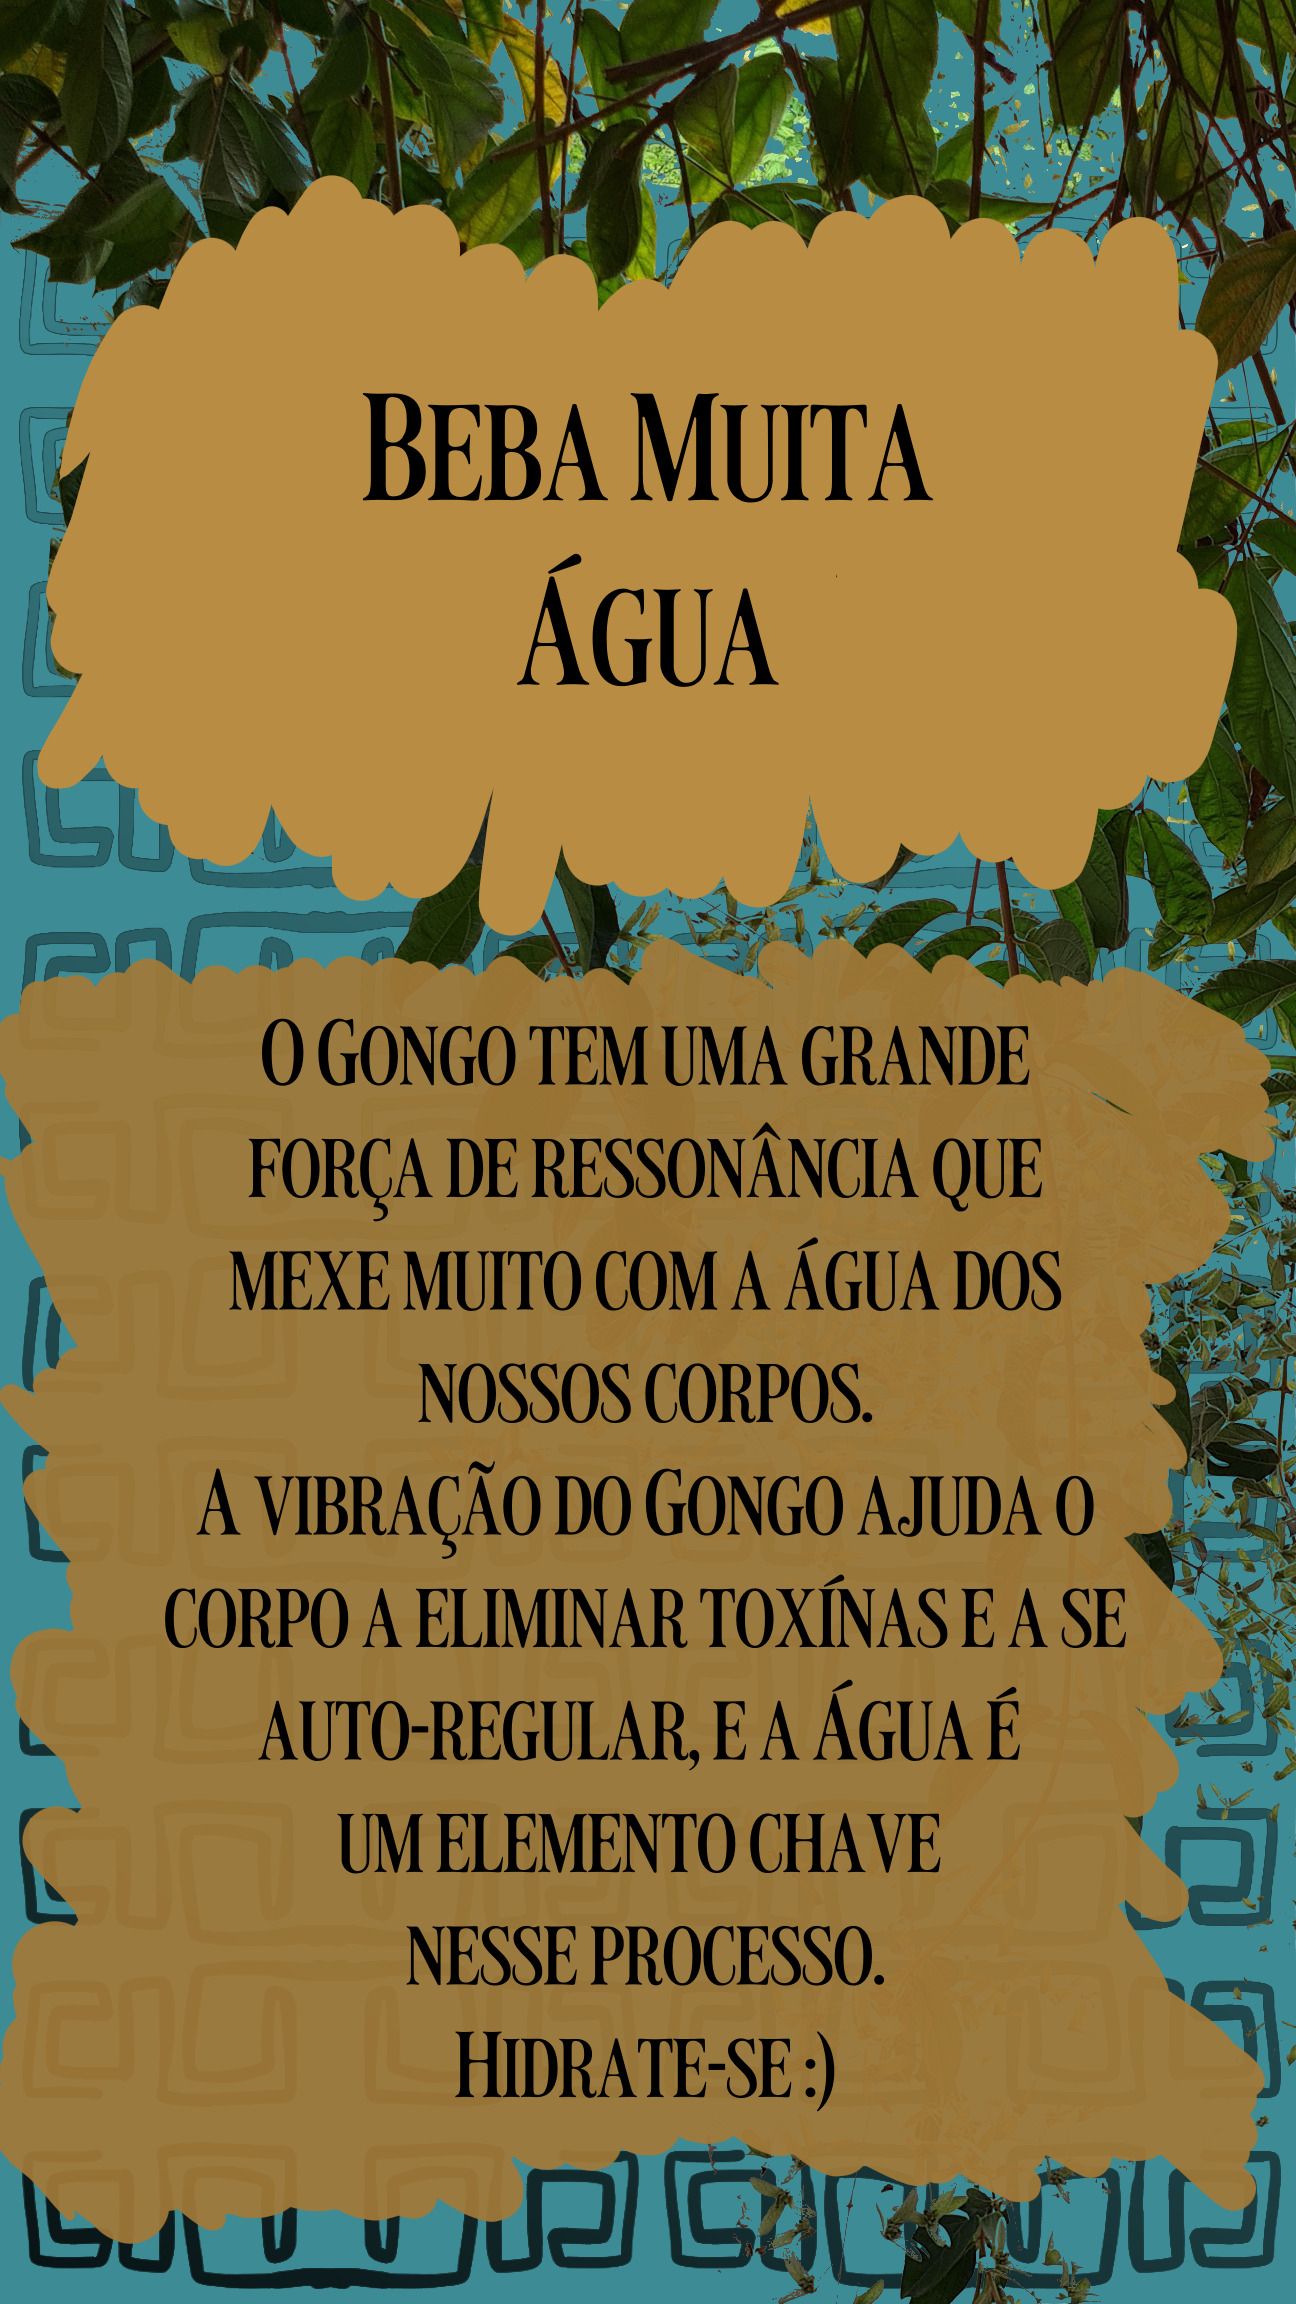 Beba Muita
Água
O Gongo tem uma grande
força de ressonância que
mexe muito com a água dos
nossos corpos.
A vibração do Gongo ajuda o
corpo a eliminar toxínas e a se
auto-regular, e a Água é
um elemento chave
nesse processo.
Hidrate-se :)